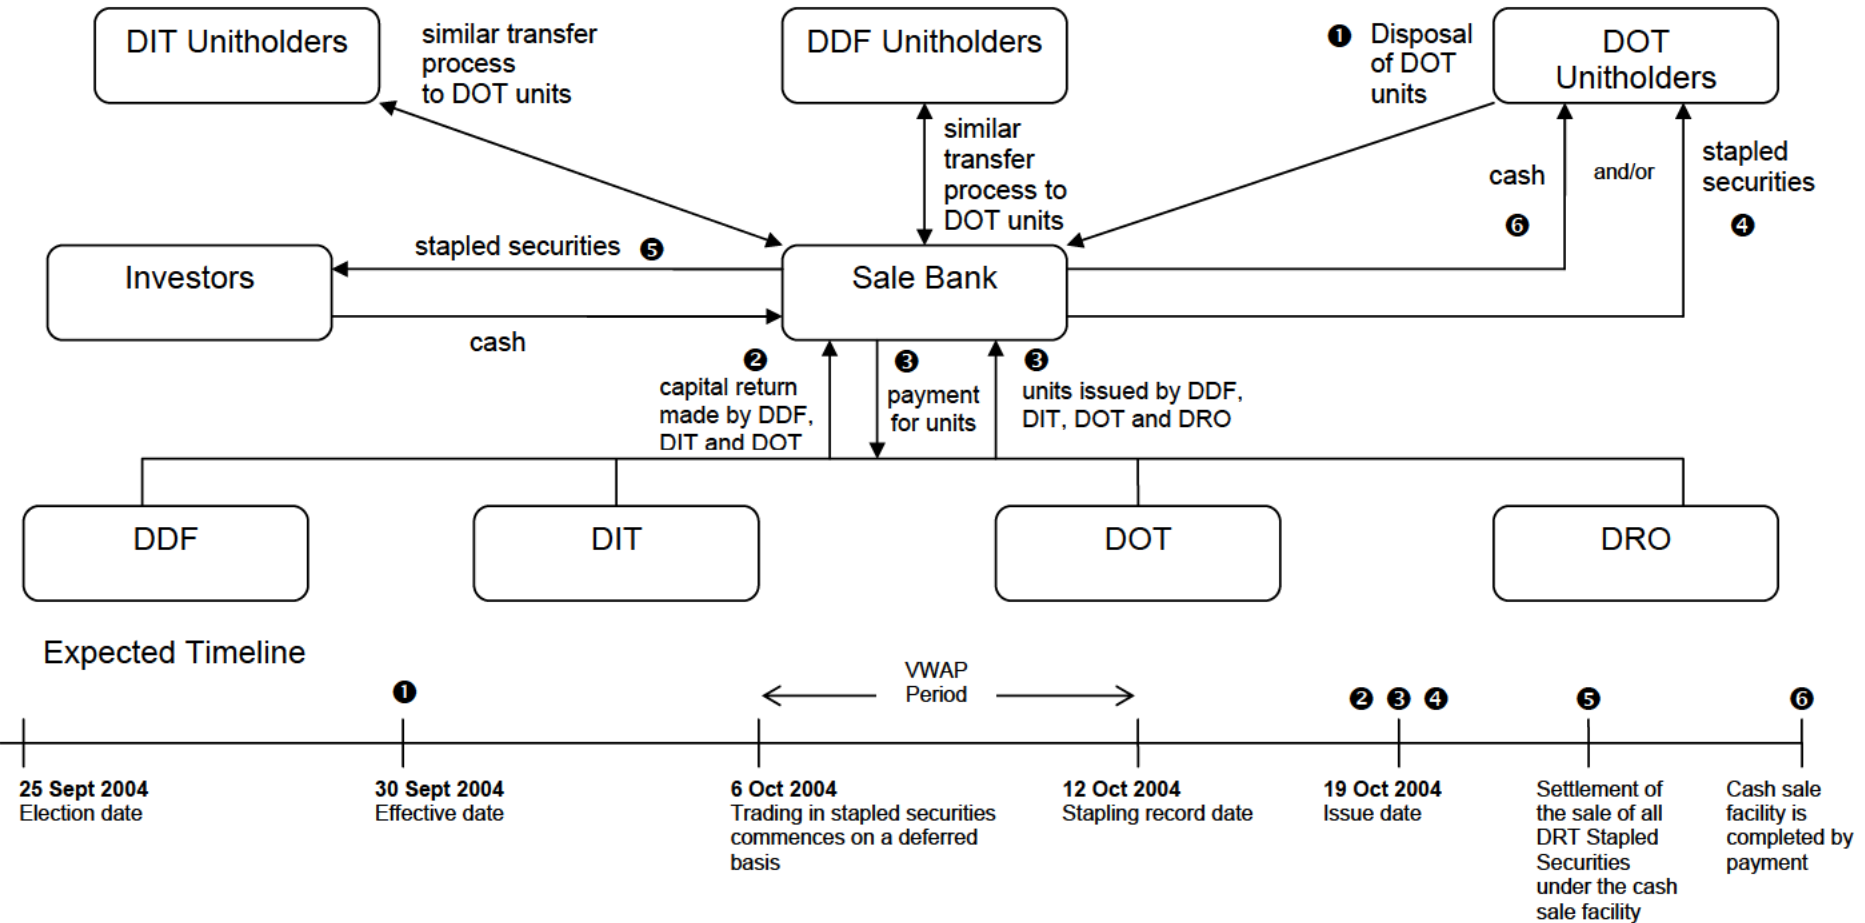 DIT Unitholders
similar transfer
process
to DOT units
DDF Unitholders
❶ Disposal
of DOT
units
DOT
Unitholders
similar
transfer
process to
DOT units
cash
❻
and/or
stapled
securities
❹
Investors
stapled securities ❺
cash
Sale Bank
❷
capital return
made by DDF,
DIT and DOT
❸
payment
for units
❸
units issued by DDF,
DIT, DOT and DRO
DDF
DIT
DOT
DRO
Expected Timeline
❶
VWAP
Period
❷ ❸ ❹
❺
❻
25 Sept 2004
Election date
30 Sept 2004
Effective date
6 Oct 2004
Trading in stapled securities
commences on a deferred
basis
12 Oct 2004
Stapling record date
19 Oct 2004
Issue date
Settlement of
the sale of all
DRT Stapled
Securities
under the cash
sale facility
Cash sale
facility is
completed by
payment